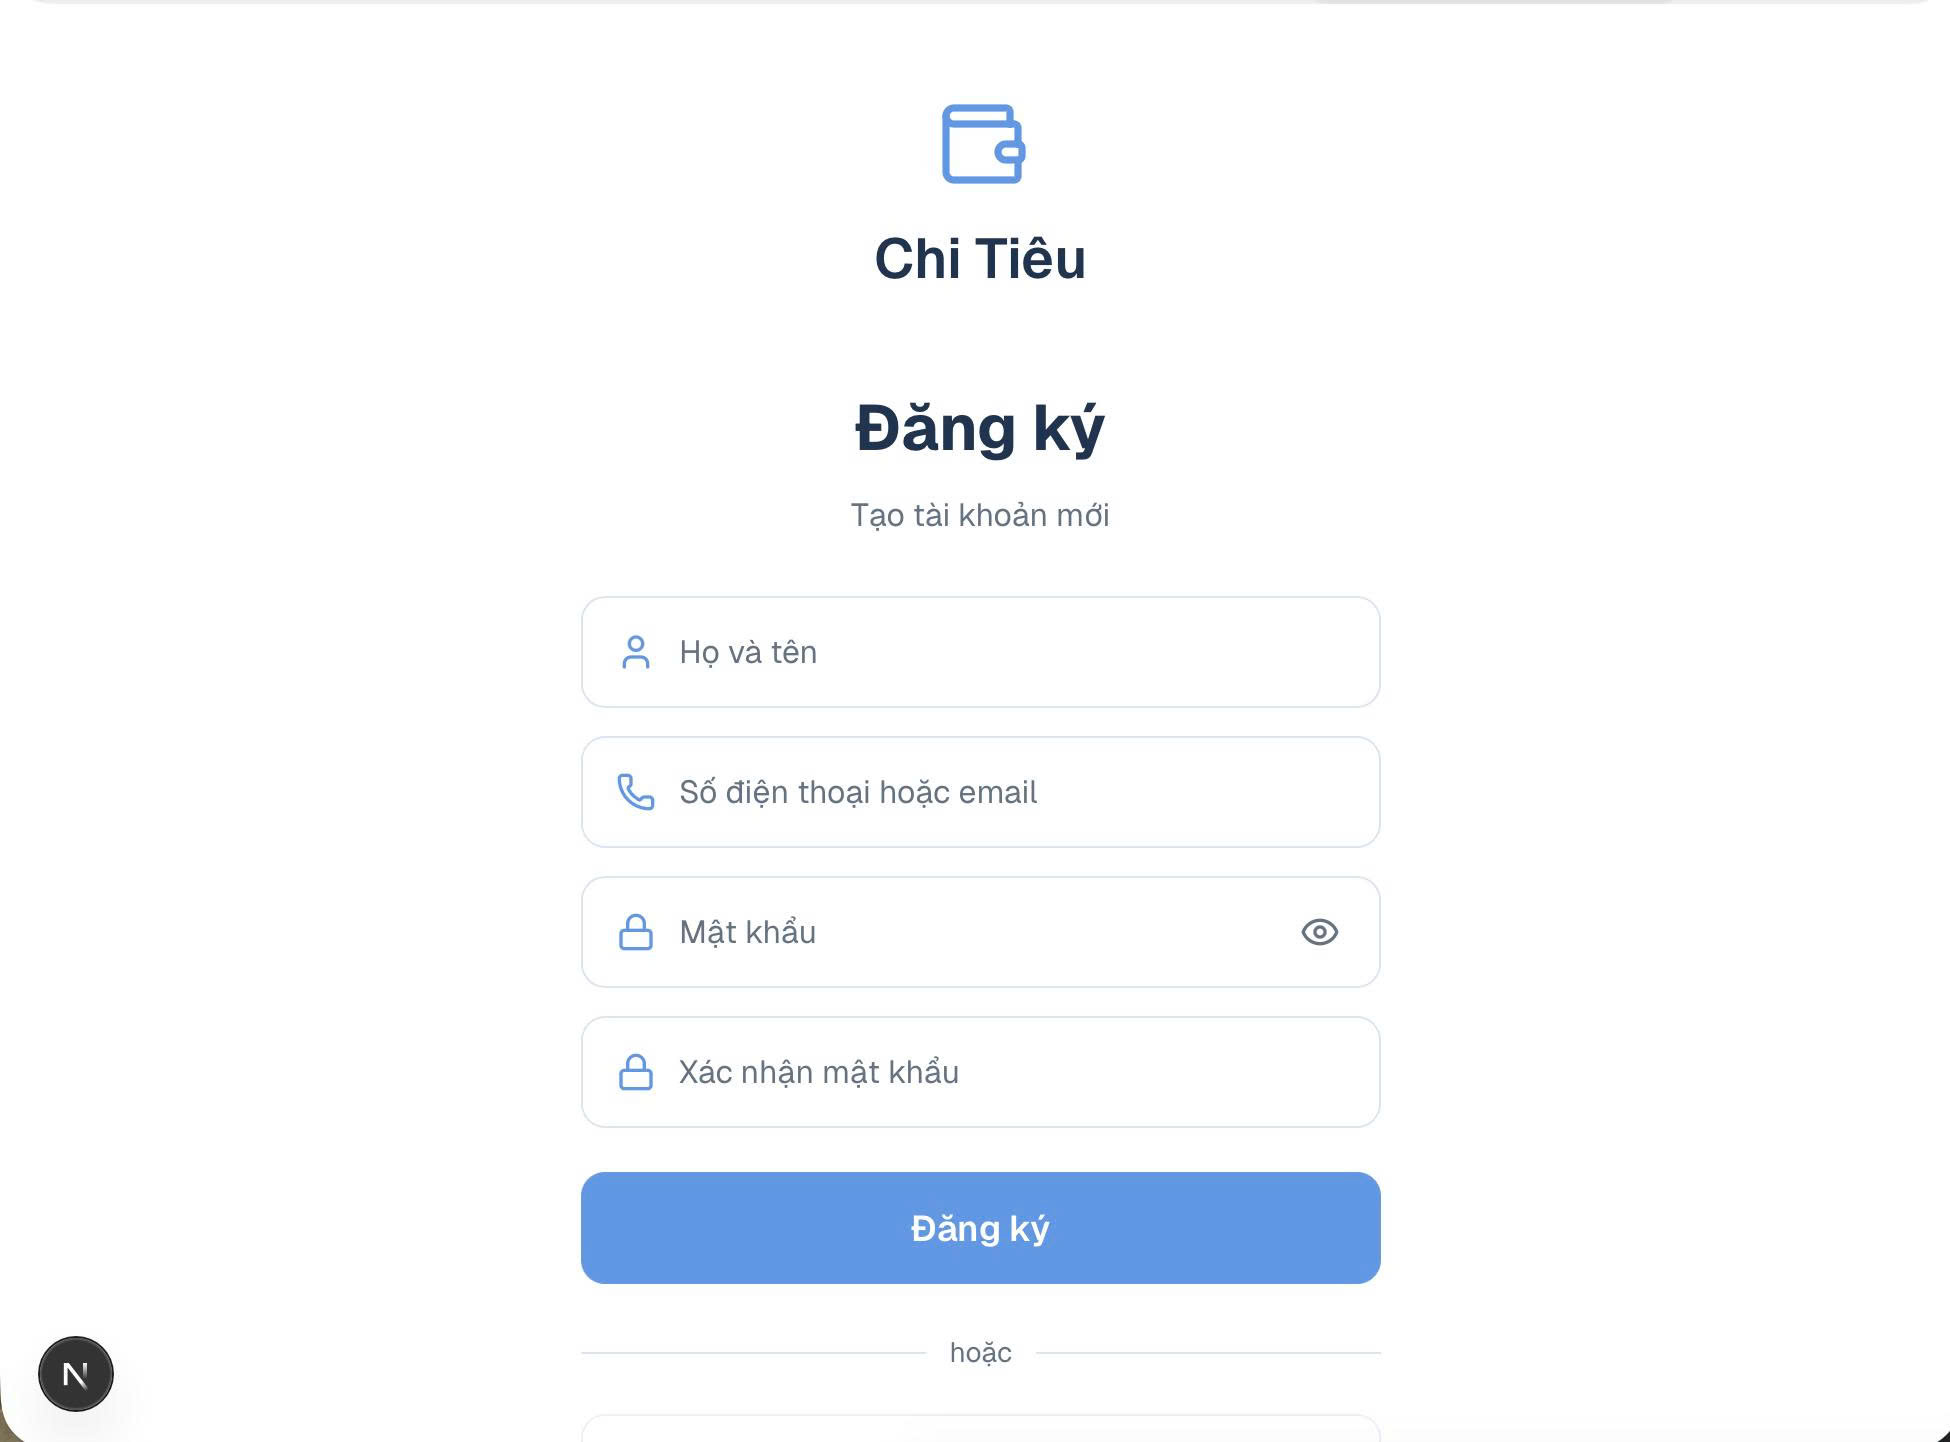 Chi Tiêu
Đăng ký
Tạo tài khoản mới
Họ và tên
Số điện thoại hoặc email
Mật khẩu
Xác nhận mật khẩu
Đăng ký
hoặc
N